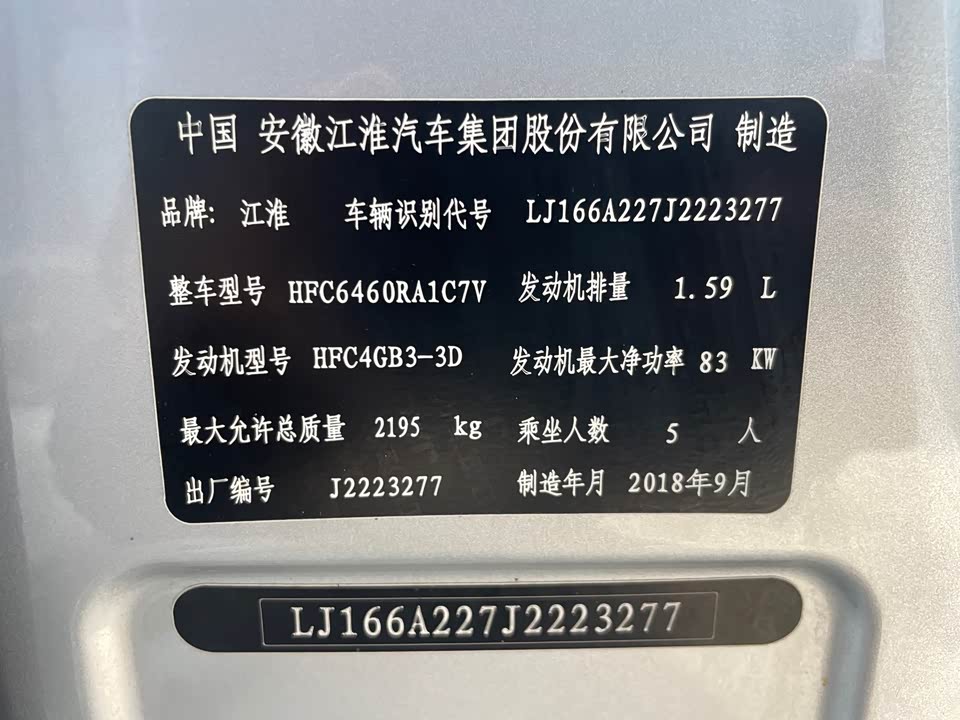 中国 安徽江淮汽车集团股份有限公司 制造
品牌: 江淮 车辆识别代号 LJ166A227J2223277
整车型号 HFC6460RA1C7V 发动机排量 1.59 L
发动机型号 HFC4GB3-3D 发动机最大净功率 83 KW
最大允许总质量 2195 kg 乘坐人数 5 人
出厂编号 J2223277 制造年月 2018年9月
LJ166A227J2223277